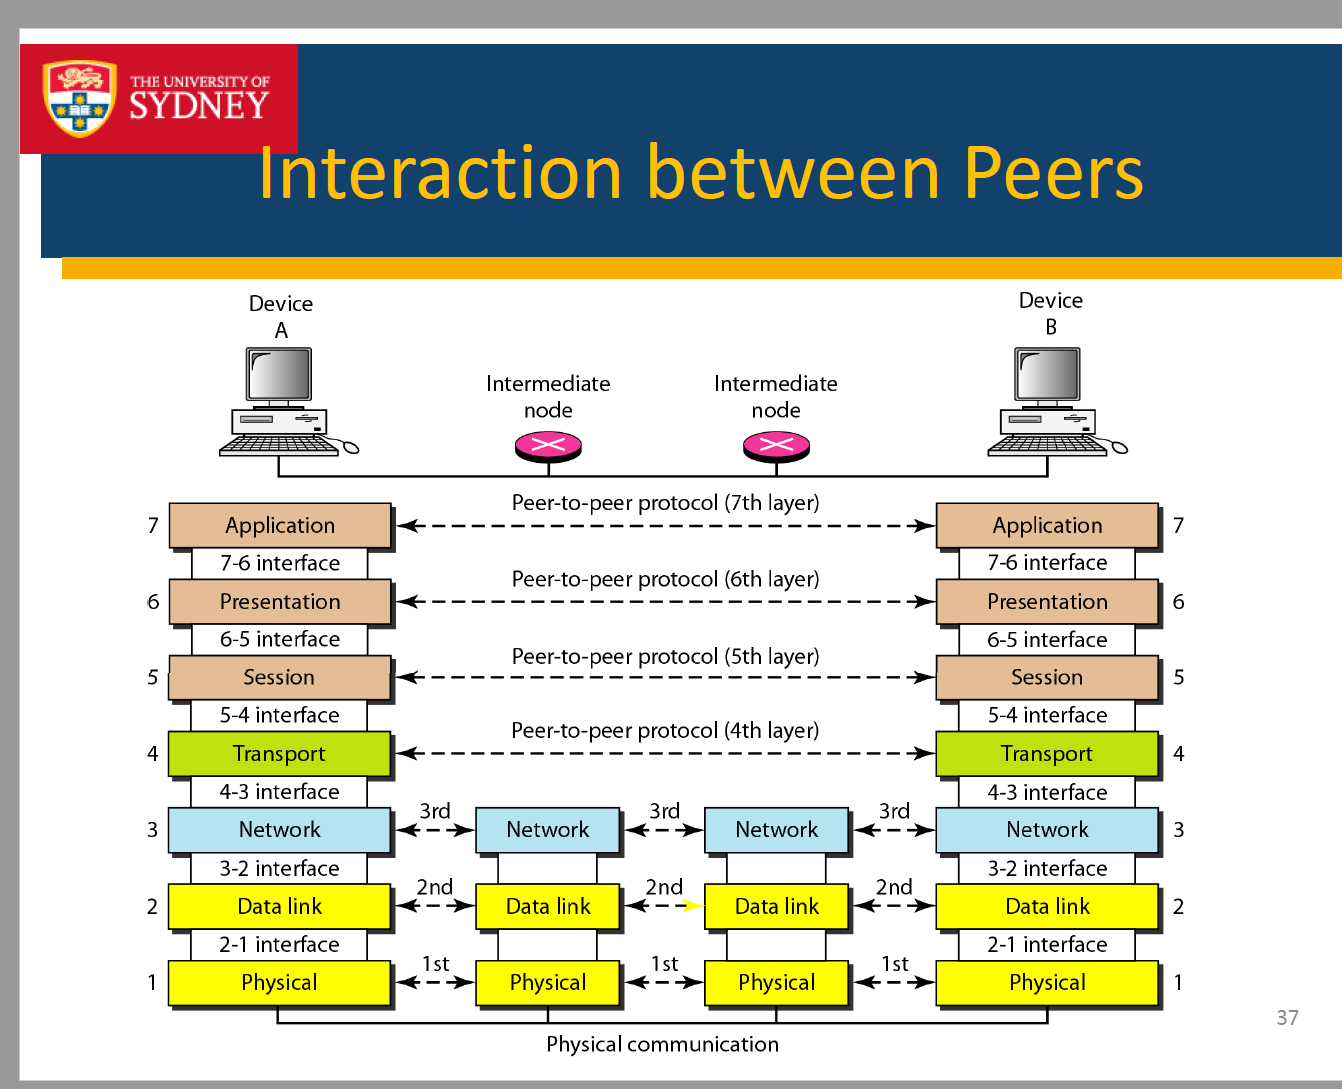 THE UNIVERSITY OF
SYDNEY
Interaction between Peers
Device
A
Device
B
Intermediate
node
Intermediate
node
Peer-to-peer protocol (7th layer)
7 Application Application 7
7-6 interface 7-6 interface
Peer-to-peer protocol (6th layer)
6 Presentation Presentation 6
6-5 interface 6-5 interface
Peer-to-peer protocol (5th layer)
5 Session Session 5
5-4 interface 5-4 interface
Peer-to-peer protocol (4th layer)
4 Transport Transport 4
4-3 interface 4-3 interface
3rd 3rd 3rd
3 Network Network Network Network 3
3-2 interface 3-2 interface
2nd 2nd 2nd
2 Data link Data link Data link Data link 2
2-1 interface 2-1 interface
1st 1st 1st
1 Physical Physical Physical Physical 1
Physical communication
37